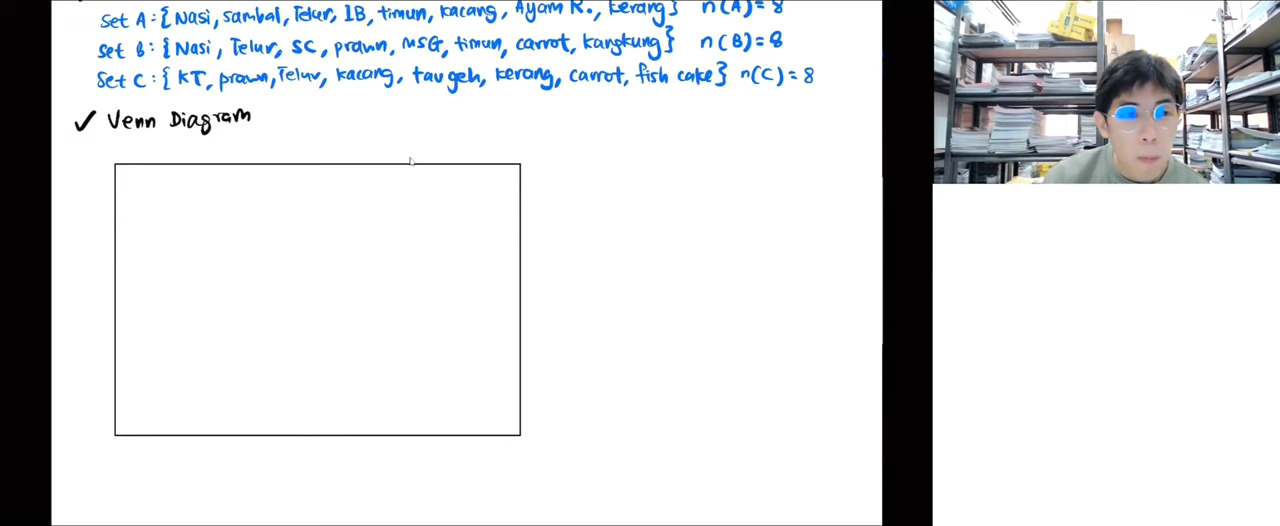 Set A : {Nasi, sambal, Telur, IB, timun, kacang, Ayam R., kerang} n(A) = 8
Set B : {Nasi, Telur, SC, prawn, MSG, timun, carrot, kangkung} n(B) = 8
Set C : {KT, prawn, Telur, kacang, taugeh, kerang, carrot, fish cake} n(C) = 8
✓ Venn Diagram